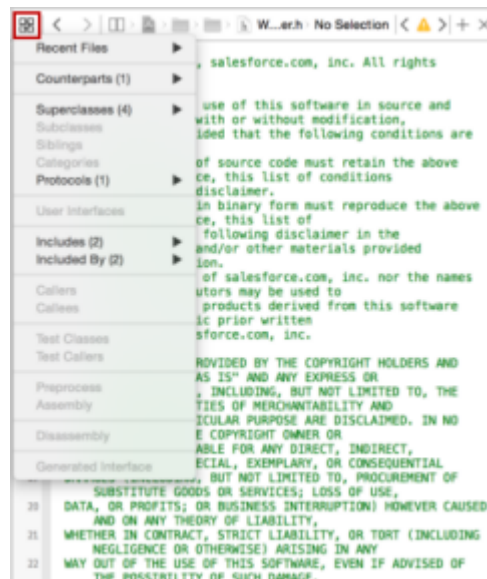 W...er.h No Selection
Recent Files
Counterparts (1)
Superclasses (4)
Subclasses
Siblings
Categories
Protocols (1)
User Interfaces
Includes (2)
Included By (2)
Callers
Callees
Test Classes
Test Callers
Preprocess
Assembly
Disassembly
Generated Interface
, salesforce.com, inc. All rights
use of this software in source and
with or without modification,
ided that the following conditions are
of source code must retain the above
ce, this list of conditions
disclaimer.
in binary form must reproduce the above
ce, this list of
following disclaimer in the
and/or other materials provided
ion.
of salesforce.com, inc. nor the names
utors may be used to
products derived from this software
ic prior written
sforce.com, inc.
ROVIDED BY THE COPYRIGHT HOLDERS AND
AS IS" AND ANY EXPRESS OR
, INCLUDING, BUT NOT LIMITED TO, THE
TIES OF MERCHANTABILITY AND
ICULAR PURPOSE ARE DISCLAIMED. IN NO
E COPYRIGHT OWNER OR
ABLE FOR ANY DIRECT, INDIRECT,
ECIAL, EXEMPLARY, OR CONSEQUENTIAL
BUT NOT LIMITED TO, PROCUREMENT OF
SUBSTITUTE GOODS OR SERVICES; LOSS OF USE,
20 DATA, OR PROFITS; OR BUSINESS INTERRUPTION) HOWEVER CAUSED
AND ON ANY THEORY OF LIABILITY,
21 WHETHER IN CONTRACT, STRICT LIABILITY, OR TORT (INCLUDING
NEGLIGENCE OR OTHERWISE) ARISING IN ANY
22 WAY OUT OF THE USE OF THIS SOFTWARE, EVEN IF ADVISED OF
THE POSSIBILITY OF SUCH DAMAGE.